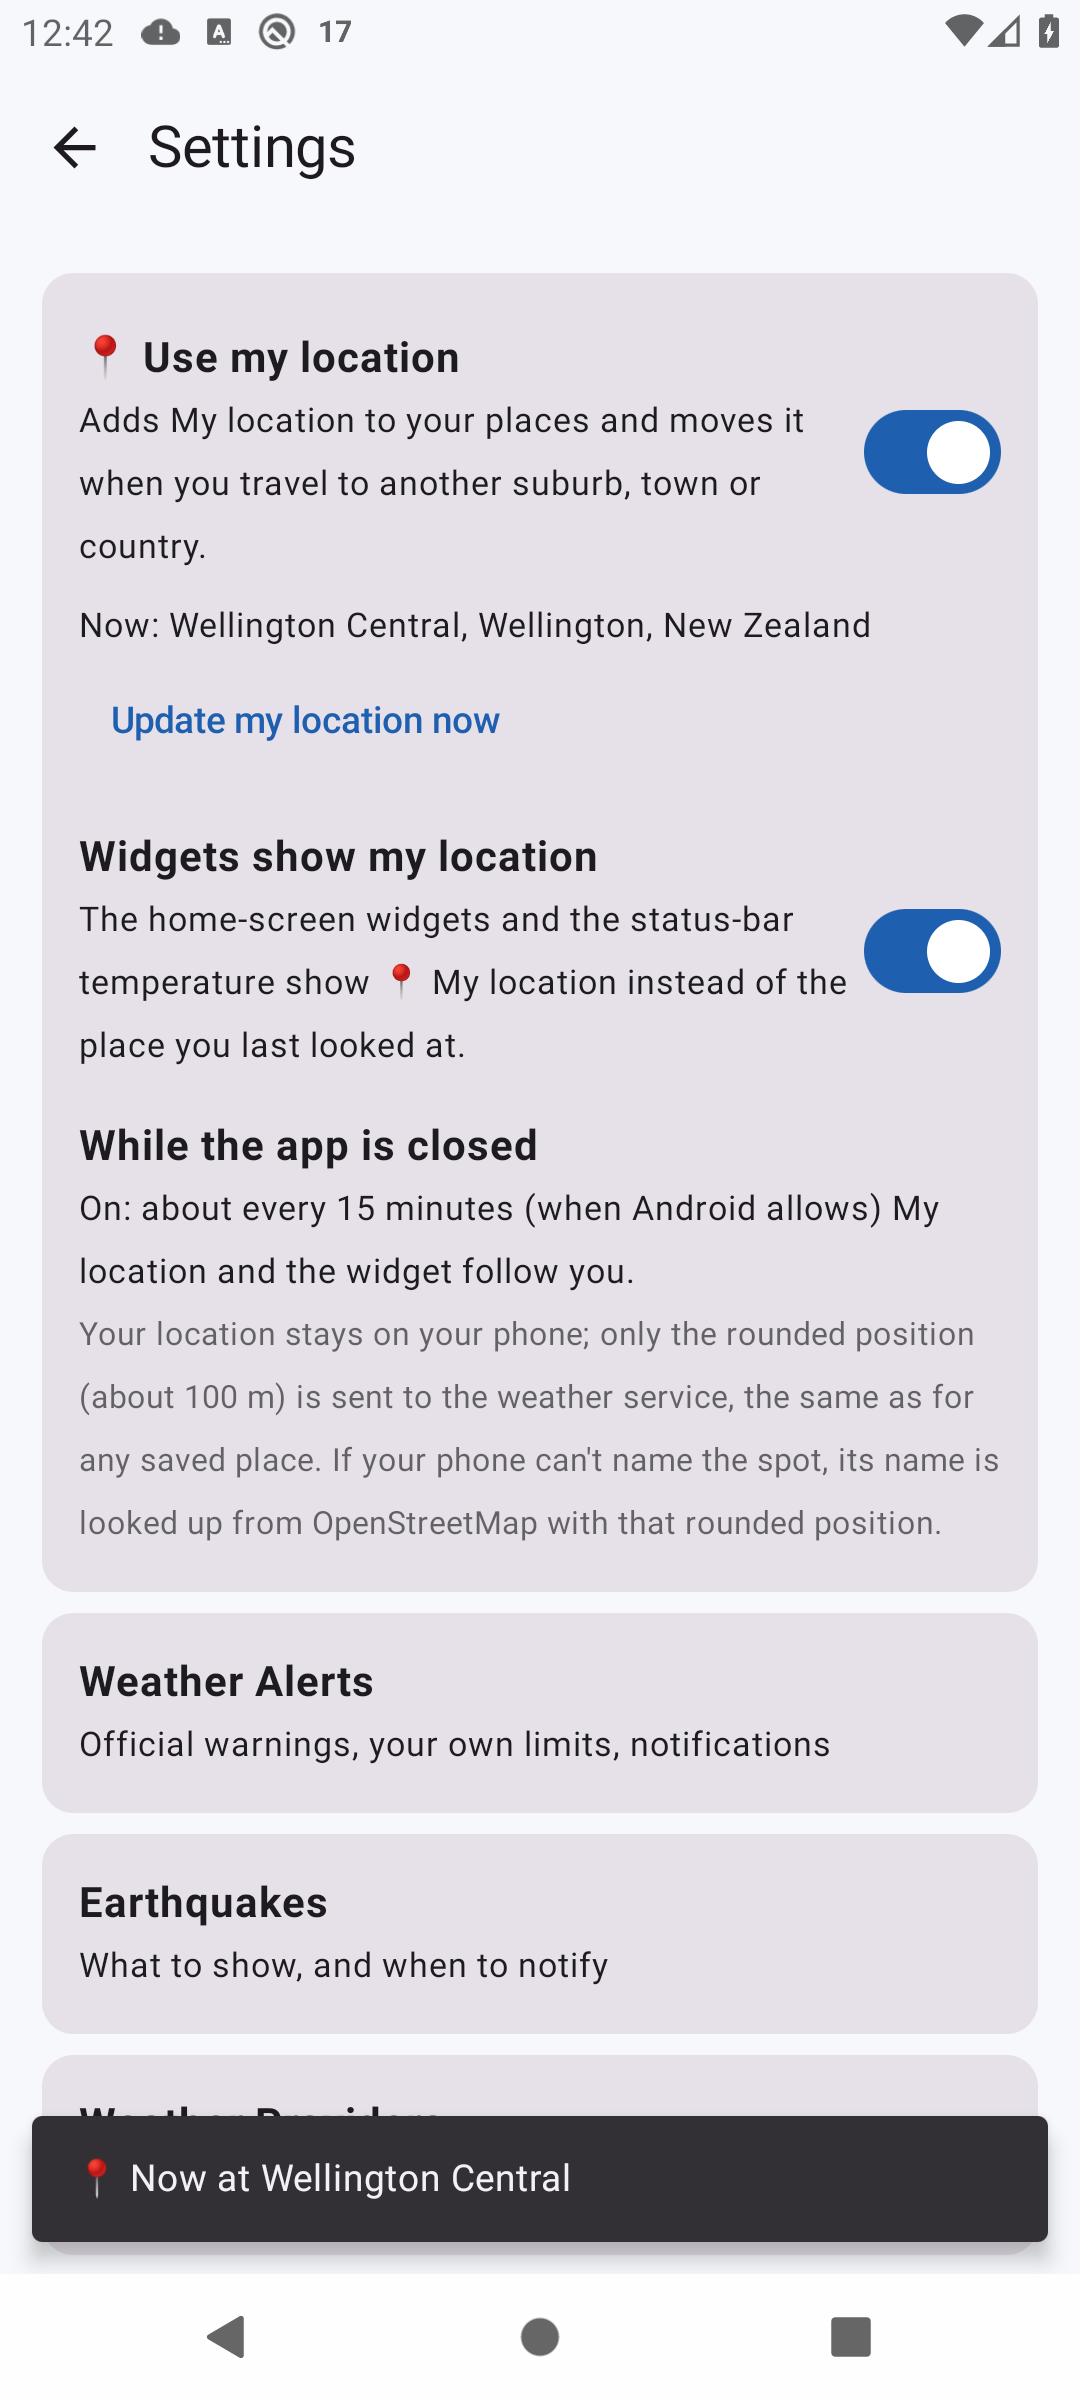 12:42 17
Settings
📍 Use my location
Adds My location to your places and moves it
when you travel to another suburb, town or
country.
Now: Wellington Central, Wellington, New Zealand
Update my location now
Widgets show my location
The home-screen widgets and the status-bar
temperature show 📍 My location instead of the
place you last looked at.
While the app is closed
On: about every 15 minutes (when Android allows) My
location and the widget follow you.
Your location stays on your phone; only the rounded position
(about 100 m) is sent to the weather service, the same as for
any saved place. If your phone can't name the spot, its name is
looked up from OpenStreetMap with that rounded position.
Weather Alerts
Official warnings, your own limits, notifications
Earthquakes
What to show, and when to notify
Weather Providers
📍 Now at Wellington Central